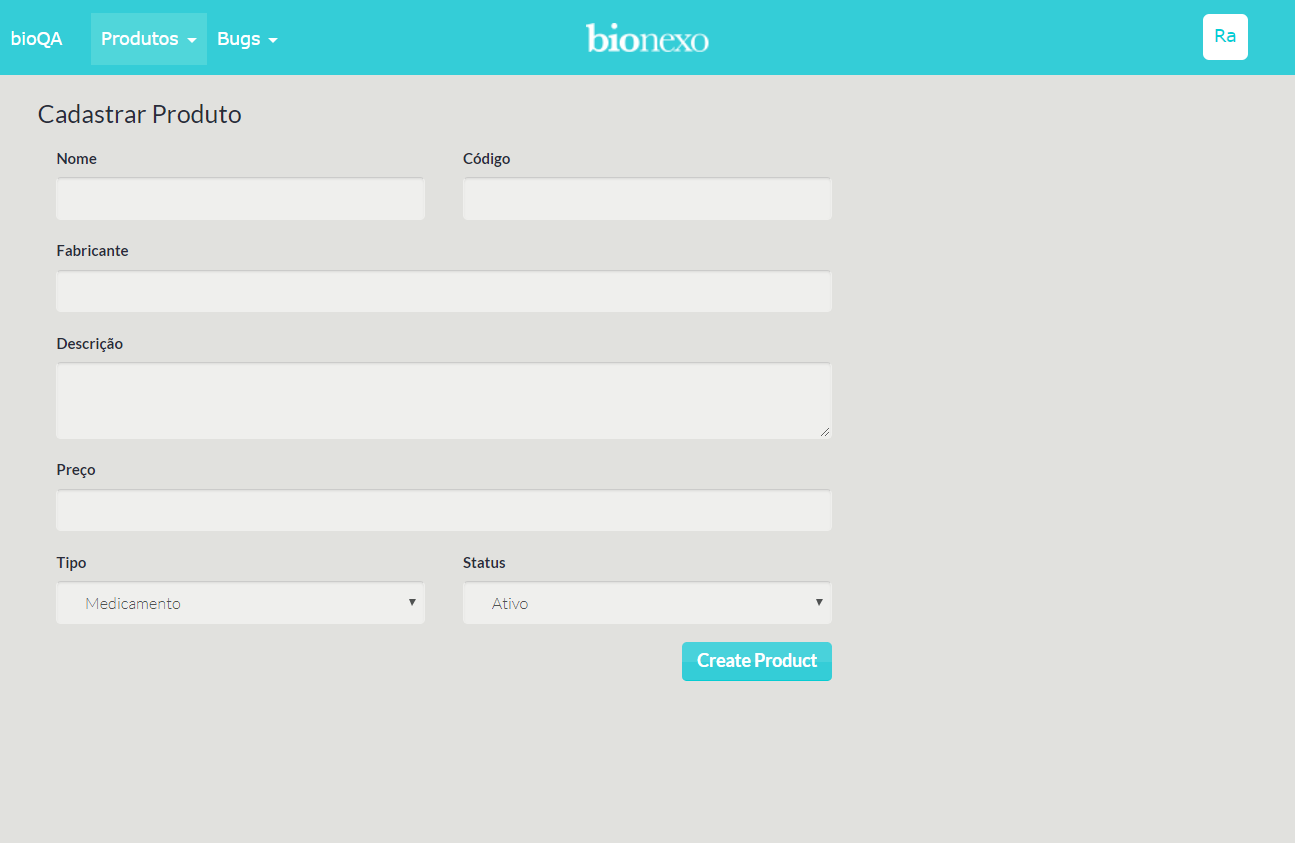 bioQA Produtos Bugs bionexo Ra
Cadastrar Produto
Nome Código
Fabricante
Descrição
Preço
Tipo Status
Medicamento Ativo
Create Product